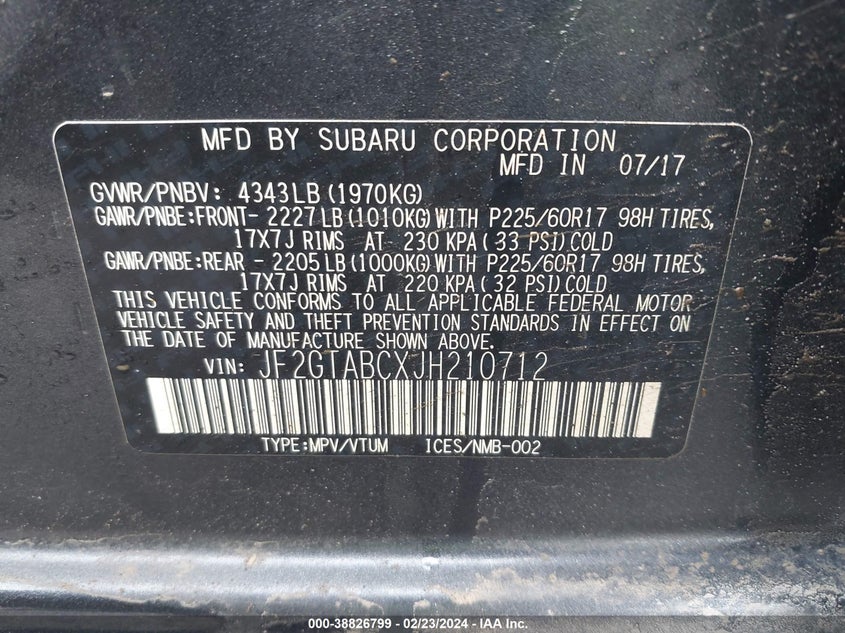 MFD BY SUBARU CORPORATION
MFD IN 07/17
GVWR/PNBV: 4343LB (1970KG)
GAWR/PNBE:FRONT- 2227LB(1010KG)WITH P225/60R17 98H TIRES,
17X7J RIMS AT 230 KPA( 33 PSI)COLD
GAWR/PNBE:REAR - 2205LB(1000KG)WITH P225/60R17 98H TIRES,
17X7J RIMS AT 220 KPA( 32 PSI)COLD
THIS VEHICLE CONFORMS TO ALL APPLICABLE FEDERAL MOTOR
VEHICLE SAFETY AND THEFT PREVENTION STANDARDS IN EFFECT ON
THE DATE OF MANUFACTURE SHOWN ABOVE.
VIN: JF2GTABCXJH210712
TYPE:MPV/VTUM ICES/NMB-002
000-38826799 - 02/23/2024 - IAA Inc.